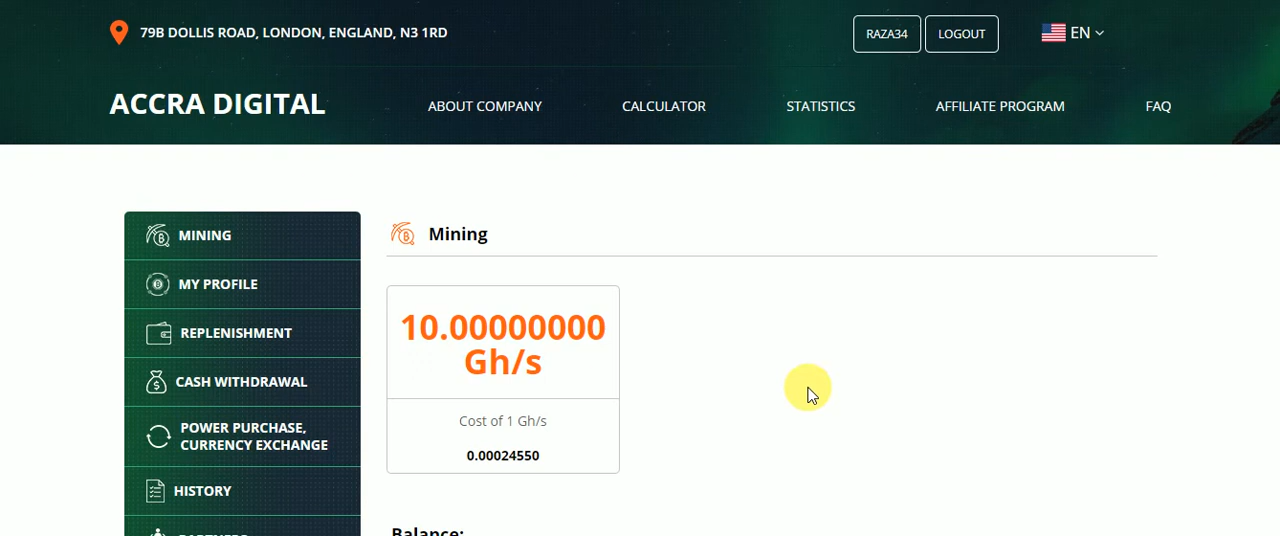 79B DOLLIS ROAD, LONDON, ENGLAND, N3 1RD
RAZA34
LOGOUT
EN
ACCRA DIGITAL
ABOUT COMPANY
CALCULATOR
STATISTICS
AFFILIATE PROGRAM
FAQ
MINING
MY PROFILE
REPLENISHMENT
CASH WITHDRAWAL
POWER PURCHASE,
CURRENCY EXCHANGE
HISTORY
PARTNERS
Mining
10.00000000
Gh/s
Cost of 1 Gh/s
0.00024550
Balance: